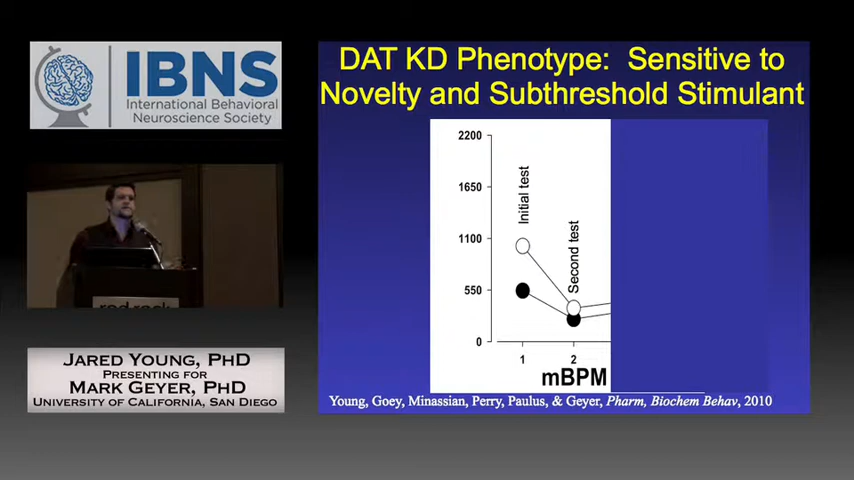 IBNS
International Behavioral
Neuroscience Society
JARED YOUNG, PHD
PRESENTING FOR
MARK GEYER, PHD
UNIVERSITY OF CALIFORNIA, SAN DIEGO
DAT KD Phenotype: Sensitive to
Novelty and Subthreshold Stimulant
2200
1650
1100
550
0
Initial test
Second test
1
2
mBPM
Young, Goey, Minassian, Perry, Paulus, & Geyer, Pharm, Biochem Behav, 2010